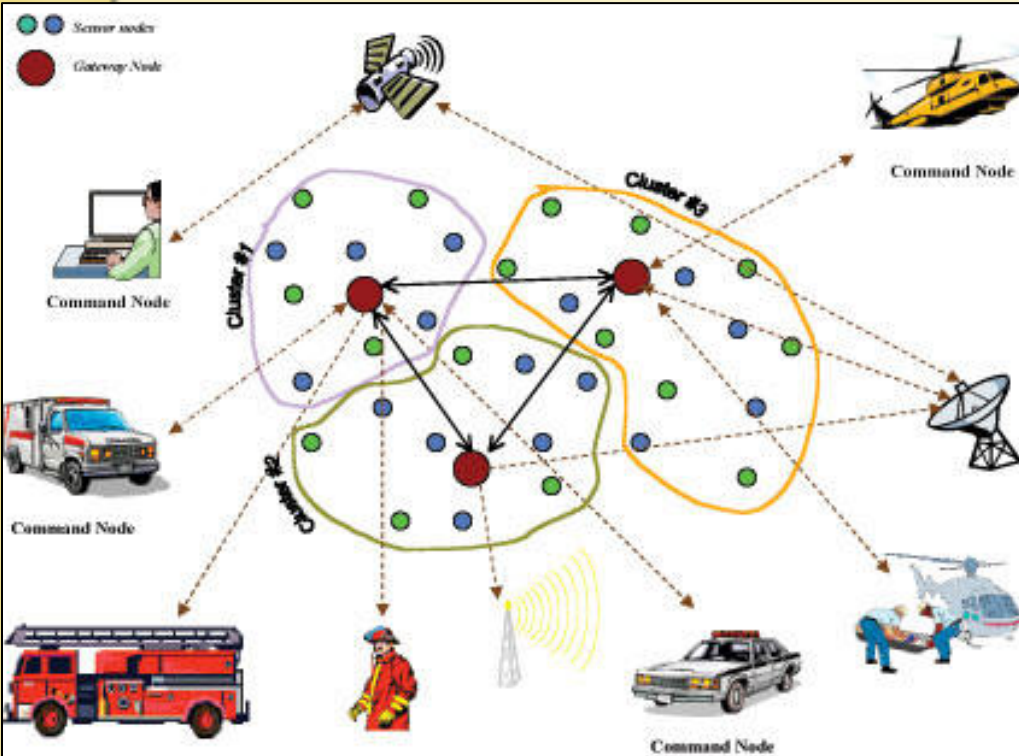 Sensor nodes
Gateway Node
Command Node
Cluster #3
Cluster #1
Command Node
Cluster #2
Command Node
Command Node